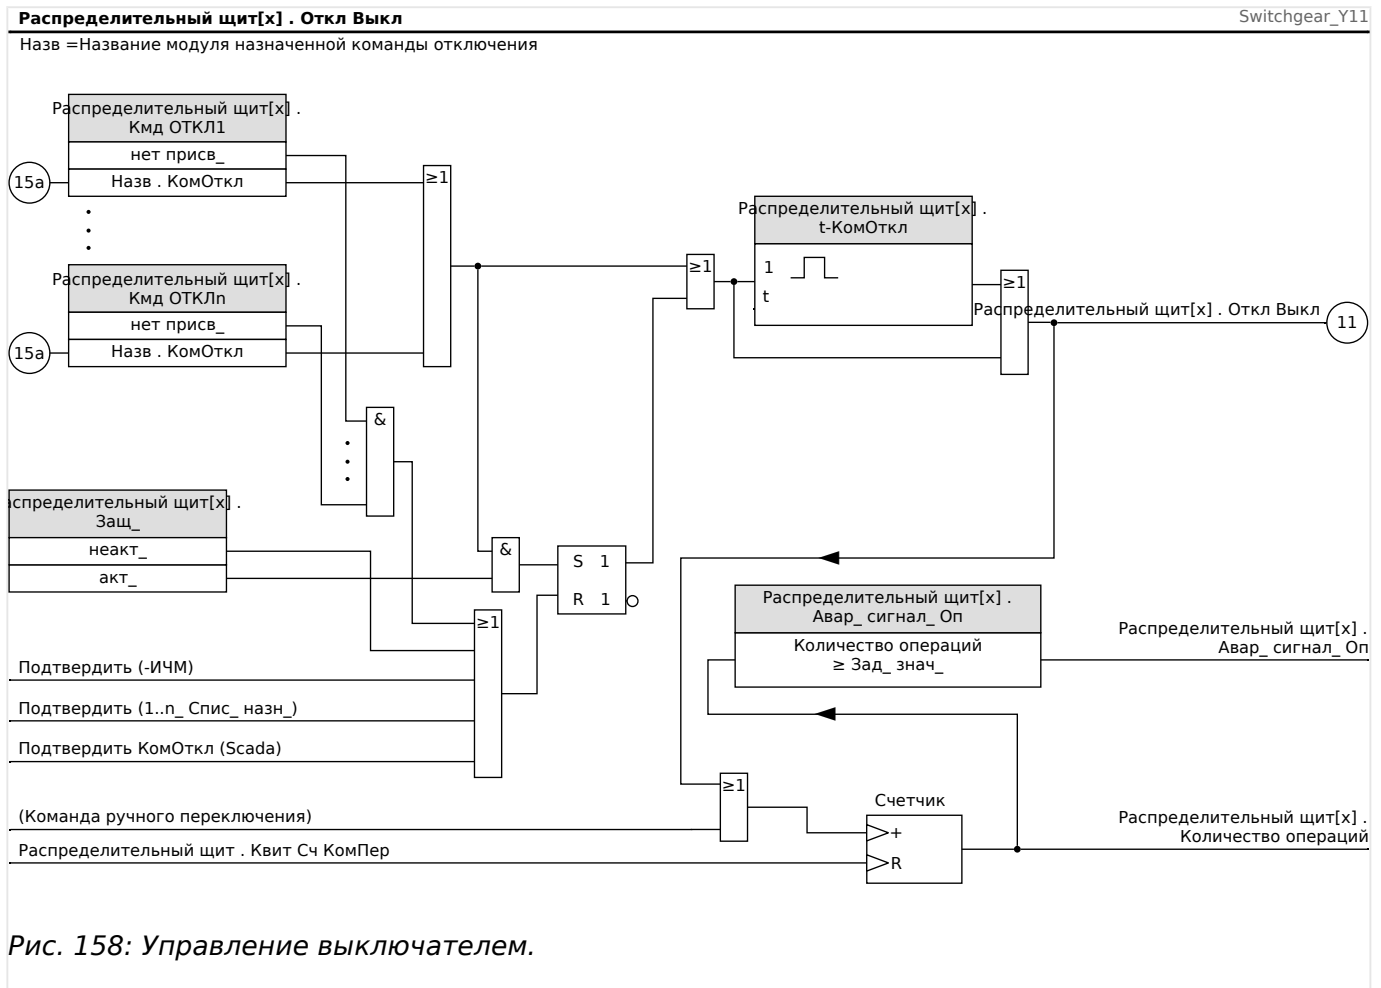 Распределительный щит[x] . Откл Выкл
Switchgear_Y11
Назв =Название модуля назначенной команды отключения
Распределительный щит[x] .
Кмд ОТКЛ1
нет присв_
15a
Назв . КомОткл
≥1
Распределительный щит[x] .
t-КомОткл
1
t
Распределительный щит[x] .
Кмд ОТКЛn
нет присв_
15a
Назв . КомОткл
≥1
≥1
Распределительный щит[x] . Откл Выкл
11
&
аспределительный щит[x] .
Защ_
неакт_
акт_
&
S 1
R 1
≥1
Распределительный щит[x] .
Авар_ сигнал_ Оп
Количество операций
≥ Зад_ знач_
Распределительный щит[x] .
Авар_ сигнал_ Оп
Подтвердить (-ИЧМ)
Подтвердить (1..n_ Спис_ назн_)
Подтвердить КомОткл (Scada)
≥1
(Команда ручного переключения)
Распределительный щит . Квит Сч КомПер
Счетчик
+
R
Распределительный щит[x] .
Количество операций
Рис. 158: Управление выключателем.